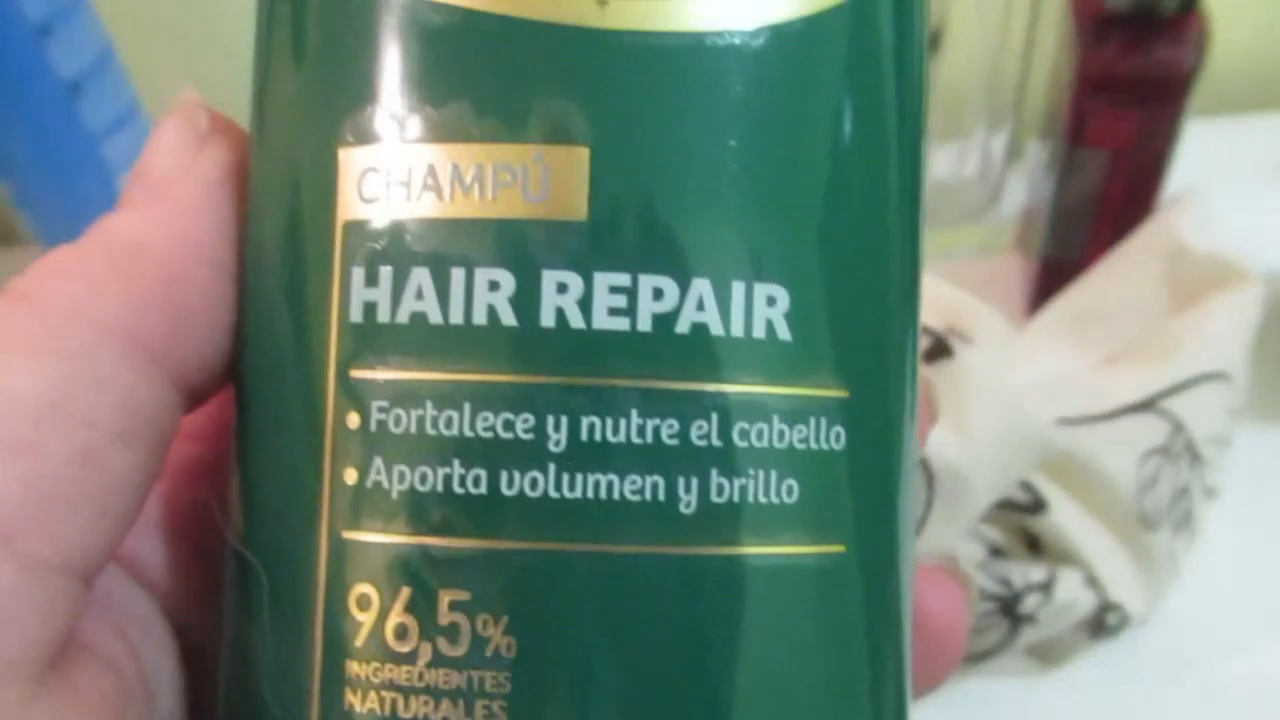 CHAMPÚ
HAIR REPAIR
• Fortalece y nutre el cabello
• Aporta volumen y brillo
96,5%
INGREDIENTES
NATURALES